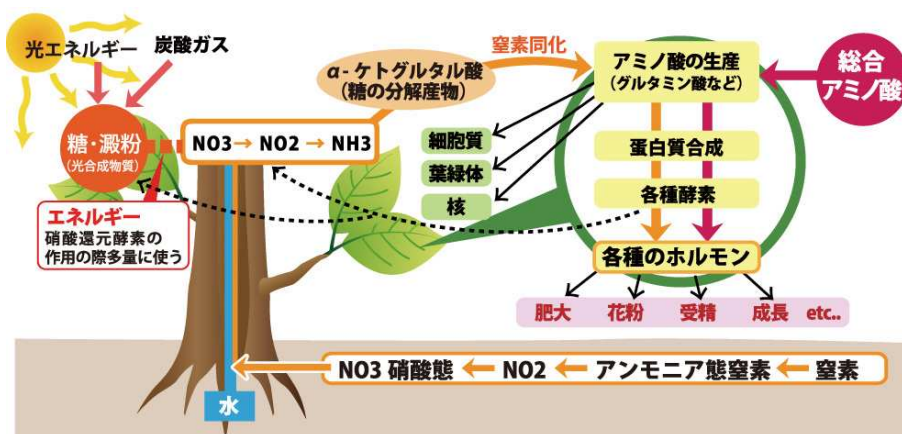 光エネルギー
炭酸ガス
糖・澱粉
(光合成物質)
NO3→NO2→NH3
α-ケトグルタル酸
(糖の分解産物)
窒素同化
アミノ酸の生産
(グルタミン酸など)
総合
アミノ酸
細胞質
葉緑体
核
蛋白質合成
各種酵素
エネルギー
硝酸還元酵素の
作用の際多量に使う
各種のホルモン
肥大 花粉 受精 成長 etc..
NO3 硝酸態 ← NO2 ← アンモニア態窒素 ← 窒素
水